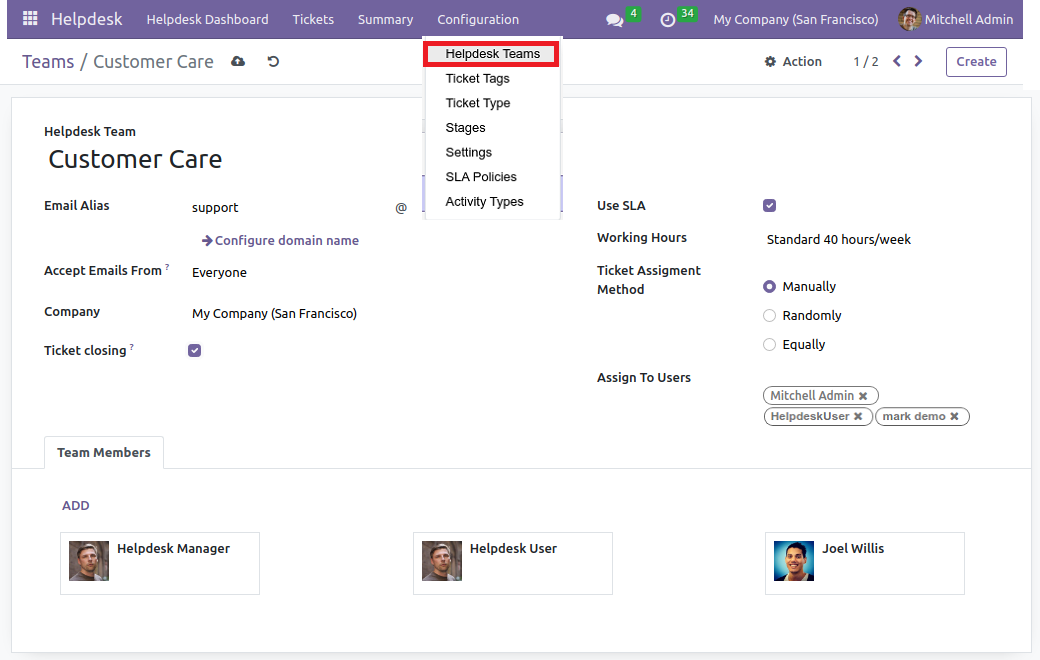 Helpdesk Helpdesk Dashboard Tickets Summary Configuration 4 34 My Company (San Francisco) Mitchell Admin
Teams / Customer Care Action 1 / 2 Create
Helpdesk Teams
Ticket Tags
Ticket Type
Stages
Settings
SLA Policies
Activity Types
Helpdesk Team
Customer Care
Email Alias support @
Configure domain name
Accept Emails From ? Everyone
Company My Company (San Francisco)
Ticket closing ?
Use SLA
Working Hours Standard 40 hours/week
Ticket Assigment
Method
Manually
Randomly
Equally
Assign To Users
Mitchell Admin ✖
HelpdeskUser ✖ mark demo ✖
Team Members
ADD
Helpdesk Manager Helpdesk User Joel Willis